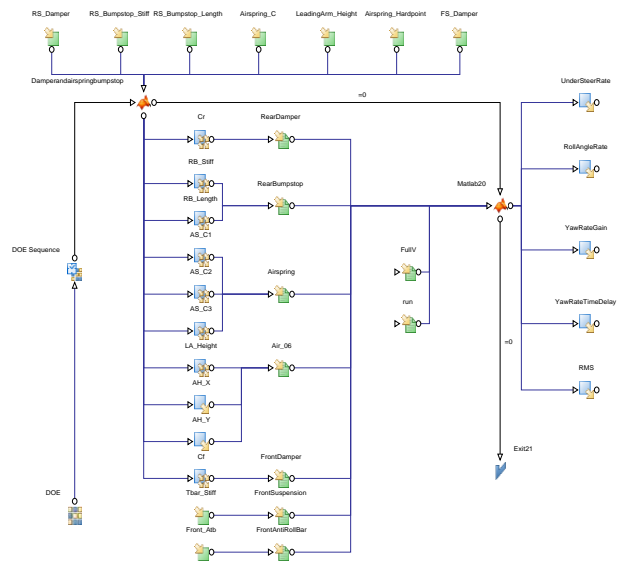 RS_Damper RS_Bumpstop_Stiff RS_Bumpstop_Length Airspring_C LeadingArm_Height Airspring_Hardpoint FS_Damper
Damperandairspringbumpstop
UnderSteerRate
=0
Cr RearDamper
RollAngleRate
RB_Stiff
Matlab20
RB_Length RearBumpstop
AS_C1
YawRateGain
DOE Sequence
FullV
AS_C2 Airspring
AS_C3
run
YawRateTimeDelay
=0
LA_Height Air_06
RMS
AH_X
AH_Y
Cf FrontDamper
Exit21
DOE
Tbar_Stiff FrontSuspension
Front_Atb FrontAntiRollBar